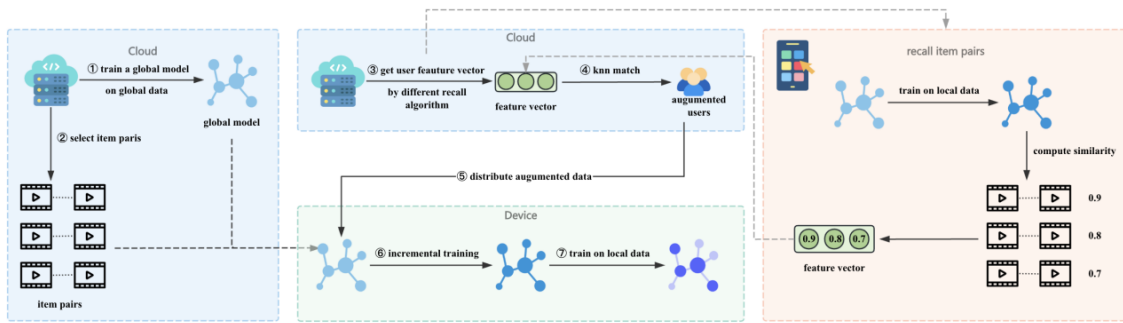 Cloud
① train a global model
on global data
global model
② select item paris
item pairs
Cloud
③ get user feauture vector
by different recall
algorithm
feature vector
④ knn match
augumented
users
⑤ distribute augumented data
Device
⑥ incremental training
⑦ train on local data
recall item pairs
train on local data
compute similarity
0.9
0.8
0.7
0.9 0.8 0.7
feature vector